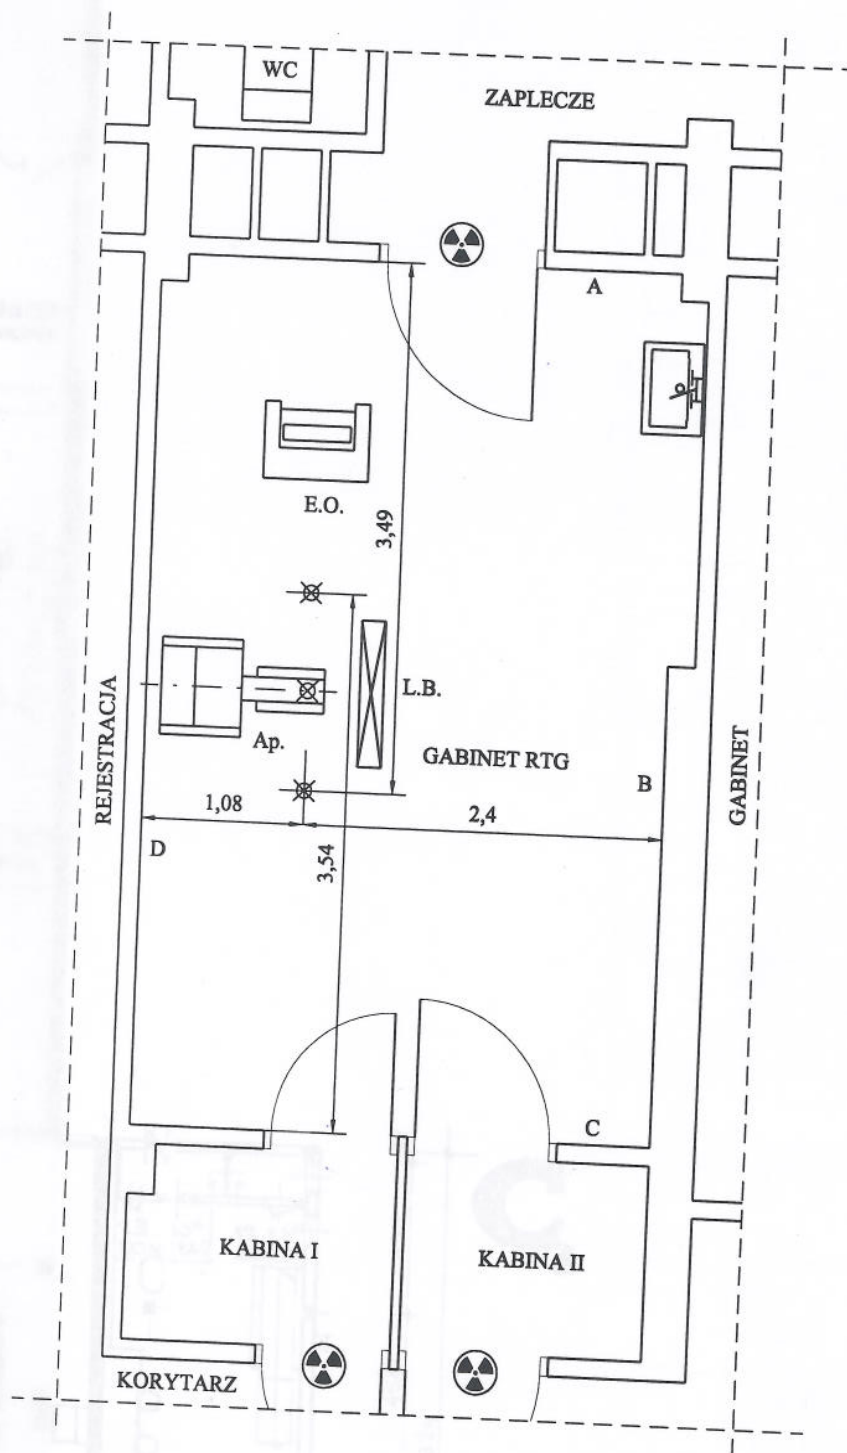 WC
ZAPLECZE
A
E.O.
3,49
REJESTRACJA
L.B.
Ap.
GABINET RTG
B
GABINET
1,08
2,4
D
3,54
C
KABINA I
KABINA II
KORYTARZ